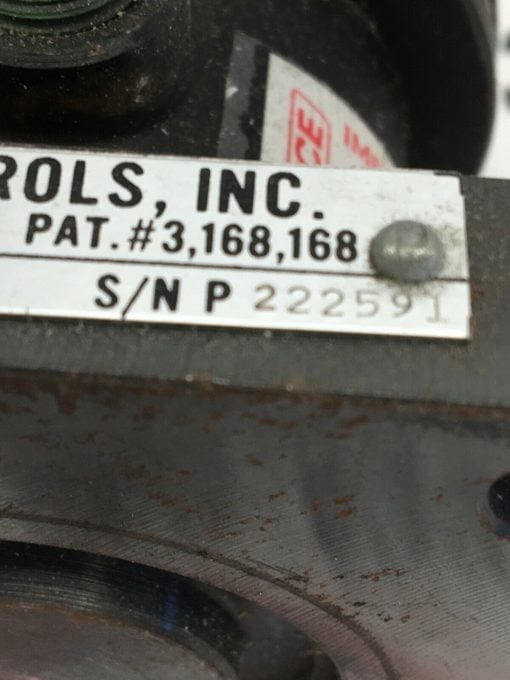 ROLS, INC.
PAT.#3,168,168
S/N P 222591